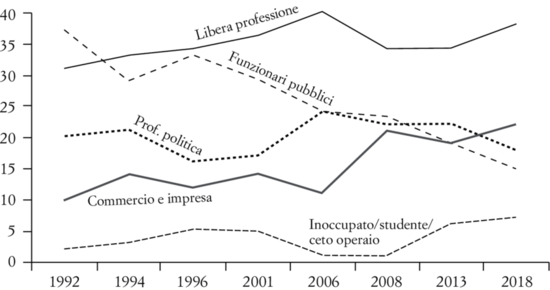 40
35
30
25
20
15
10
5
0
Libera professione
Funzionari pubblici
Prof. politica
Commercio e impresa
Inoccupato/studente/
ceto operaio
1992 1994 1996 2001 2006 2008 2013 2018